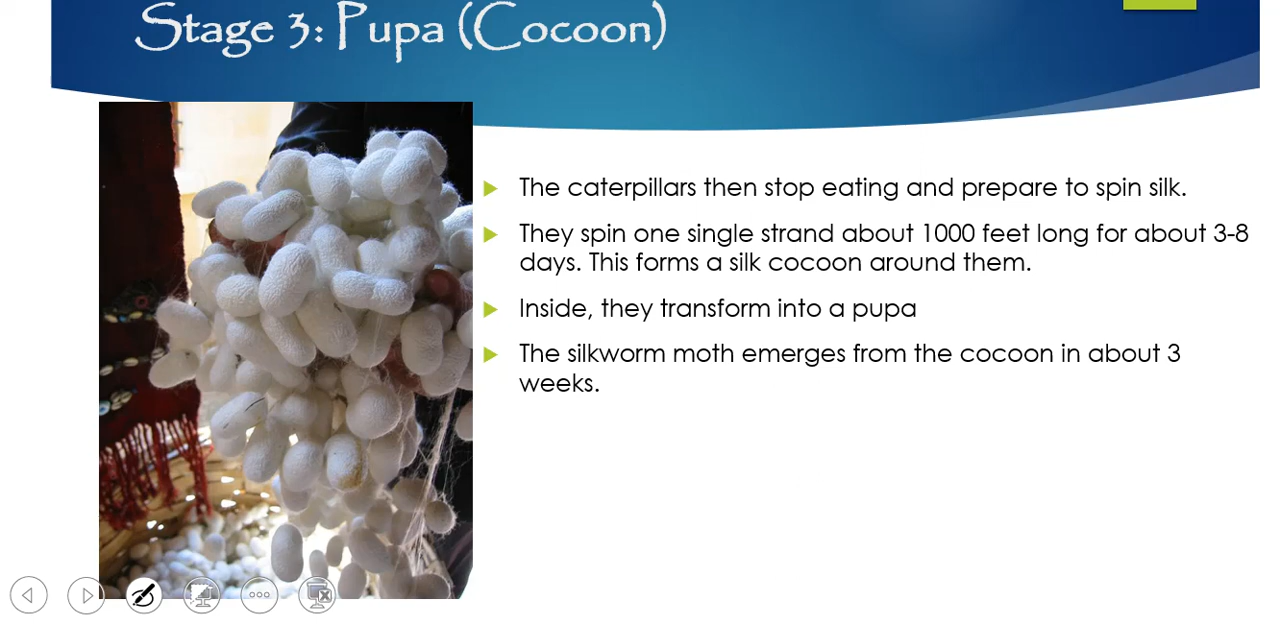 Stage 3: Pupa (Cocoon)
The caterpillars then stop eating and prepare to spin silk.
They spin one single strand about 1000 feet long for about 3-8
days. This forms a silk cocoon around them.
Inside, they transform into a pupa
The silkworm moth emerges from the cocoon in about 3
weeks.